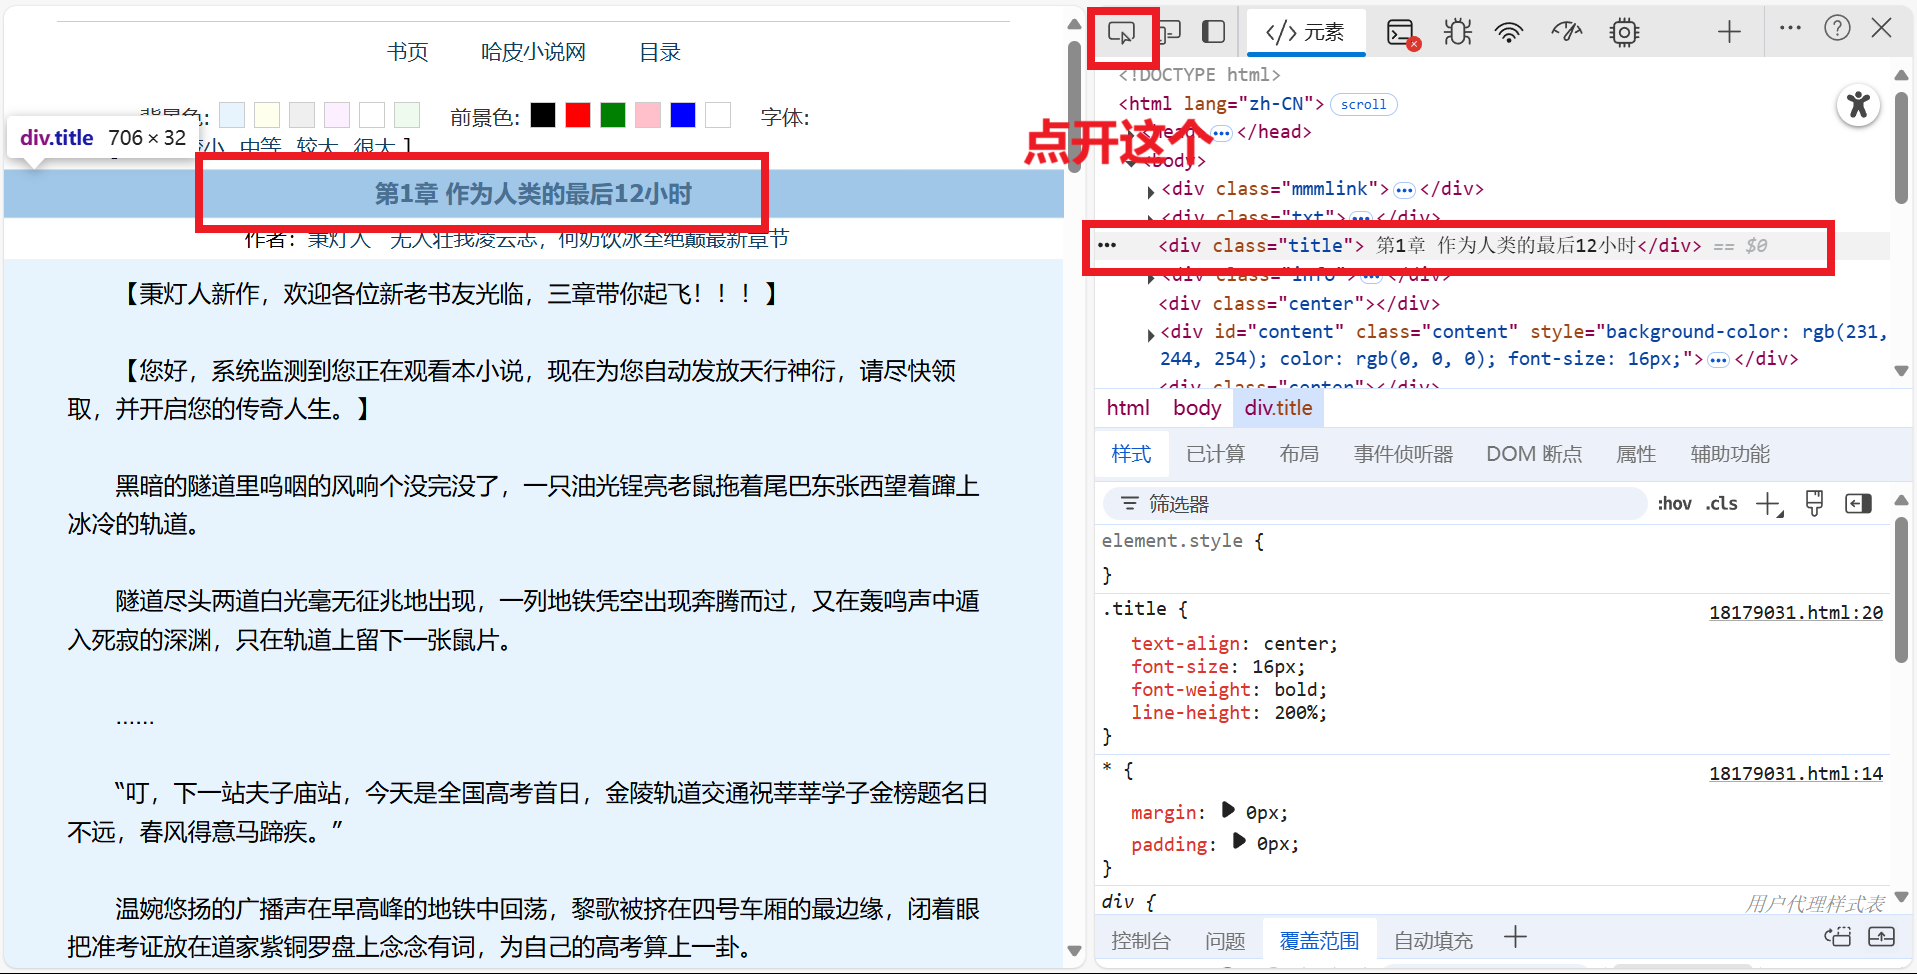 书页 哈皮小说网 目录
背景色: 前景色: 字体:
较小 中等 较大 很大 ]
div.title 706 × 32
第1章 作为人类的最后12小时
作者：秉灯人 无人壮我凌云志，何妨饮冰至绝巅最新章节
【秉灯人新作，欢迎各位新老书友光临，三章带你起飞！！！】
【您好，系统监测到您正在观看本小说，现在为您自动发放天行神衍，请尽快领
取，并开启您的传奇人生。】
黑暗的隧道里呜咽的风响个没完没了，一只油光锃亮老鼠拖着尾巴东张西望着蹿上
冰冷的轨道。
隧道尽头两道白光毫无征兆地出现，一列地铁凭空出现奔腾而过，又在轰鸣声中遁
入死寂的深渊，只在轨道上留下一张鼠片。
……
“叮，下一站夫子庙站，今天是全国高考首日，金陵轨道交通祝莘莘学子金榜题名日
不远，春风得意马蹄疾。”
温婉悠扬的广播声在早高峰的地铁中回荡，黎歌被挤在四号车厢的最边缘，闭着眼
把准考证放在道家紫铜罗盘上念念有词，为自己的高考算上一卦。
</> 元素
<!DOCTYPE html>
<html lang="zh-CN"> scroll
<head> ••• </head>
点开这个
<body>
<div class="mmmlink"> ••• </div>
<div class="txt"> ••• </div>
••• <div class="title"> 第1章 作为人类的最后12小时</div> == $0
<div class="info"> ••• </div>
<div class="center"></div>
<div id="content" class="content" style="background-color: rgb(231,
244, 254); color: rgb(0, 0, 0); font-size: 16px;"> ••• </div>
<div class="center"></div>
html body div.title
样式 已计算 布局 事件侦听器 DOM 断点 属性 辅助功能
筛选器 :hov .cls
element.style {
}
.title { 18179031.html:20
text-align: center;
font-size: 16px;
font-weight: bold;
line-height: 200%;
}
* { 18179031.html:14
margin: 0px;
padding: 0px;
}
div { 用户代理样式表
控制台 问题 覆盖范围 自动填充